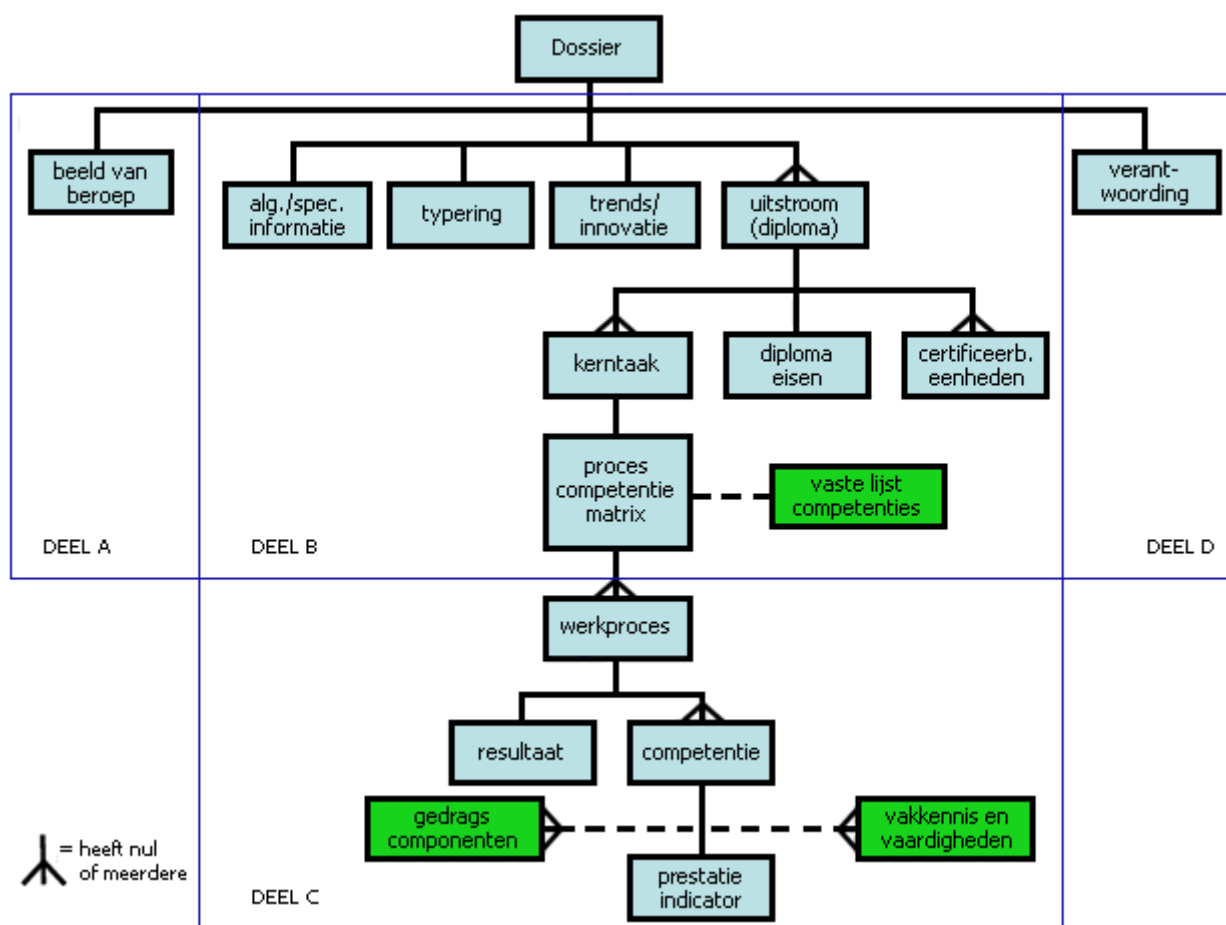 Dossier
beeld van
beroep
alg./spec.
informatie
typering
trends/
innovatie
uitstroom
(diploma)
verant-
woording
kerntaak
diploma
eisen
certificeerb.
eenheden
proces
competentie
matrix
vaste lijst
competenties
DEEL A
DEEL B
DEEL D
werkproces
resultaat
competentie
gedrags
componenten
vakkennis en
vaardigheden
= heeft nul
of meerdere
prestatie
indicator
DEEL C